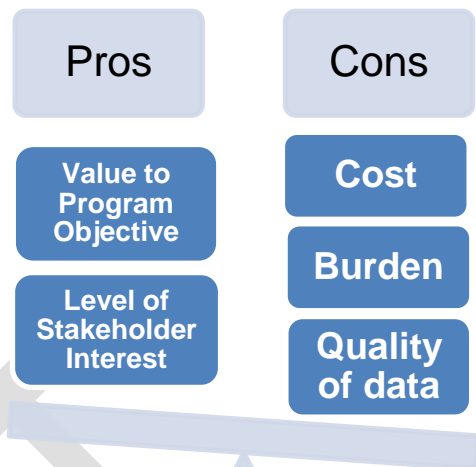 Pros
Value to
Program
Objective
Level of
Stakeholder
Interest
Cons
Cost
Burden
Quality
of data